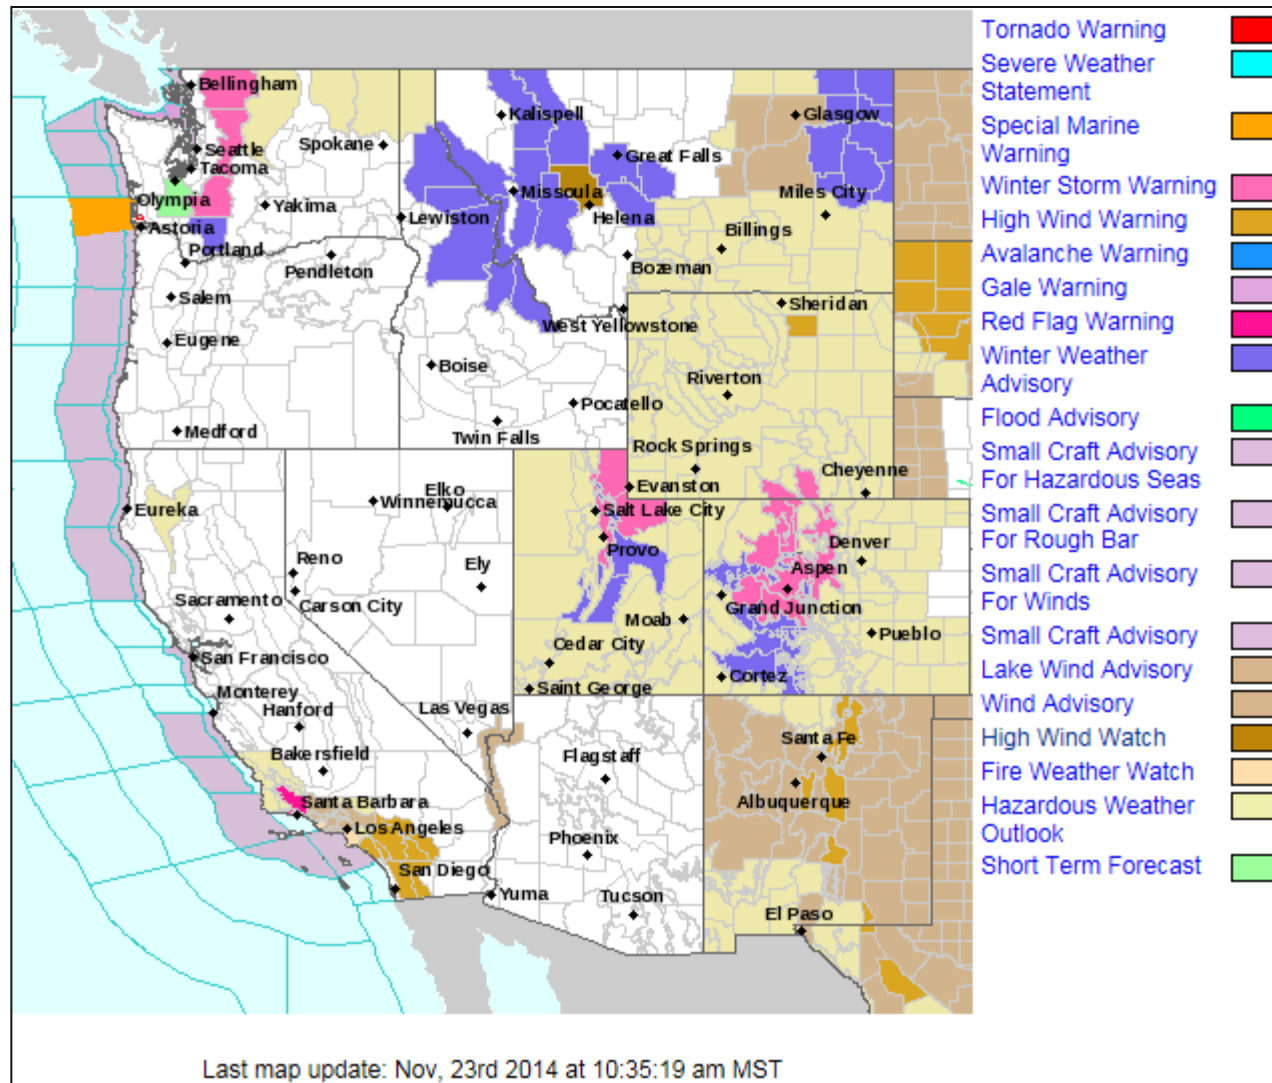 Tornado Warning
Severe Weather
Statement
Special Marine
Warning
Winter Storm Warning
High Wind Warning
Avalanche Warning
Gale Warning
Red Flag Warning
Winter Weather
Advisory
Flood Advisory
Small Craft Advisory
For Hazardous Seas
Small Craft Advisory
For Rough Bar
Small Craft Advisory
For Winds
Small Craft Advisory
Lake Wind Advisory
Wind Advisory
High Wind Watch
Fire Weather Watch
Hazardous Weather
Outlook
Short Term Forecast
Bellingham
Seattle
Tacoma
Olympia
Astoria
Portland
Spokane
Yakima
Pendleton
Salem
Eugene
Medford
Kalispell
Glasgow
Great Falls
Missoula
Helena
Miles City
Lewiston
Billings
Bozeman
West Yellowstone
Sheridan
Boise
Pocatello
Twin Falls
Riverton
Rock Springs
Cheyenne
Evanston
Eureka
Elko
Winnemucca
Salt Lake City
Provo
Reno
Carson City
Ely
Sacramento
Denver
Aspen
Grand Junction
Moab
Pueblo
Cedar City
Cortez
Saint George
San Francisco
Monterey
Hanford
Las Vegas
Bakersfield
Flagstaff
Santa Fe
Albuquerque
Santa Barbara
Los Angeles
Phoenix
San Diego
Yuma
Tucson
El Paso
Last map update: Nov, 23rd 2014 at 10:35:19 am MST